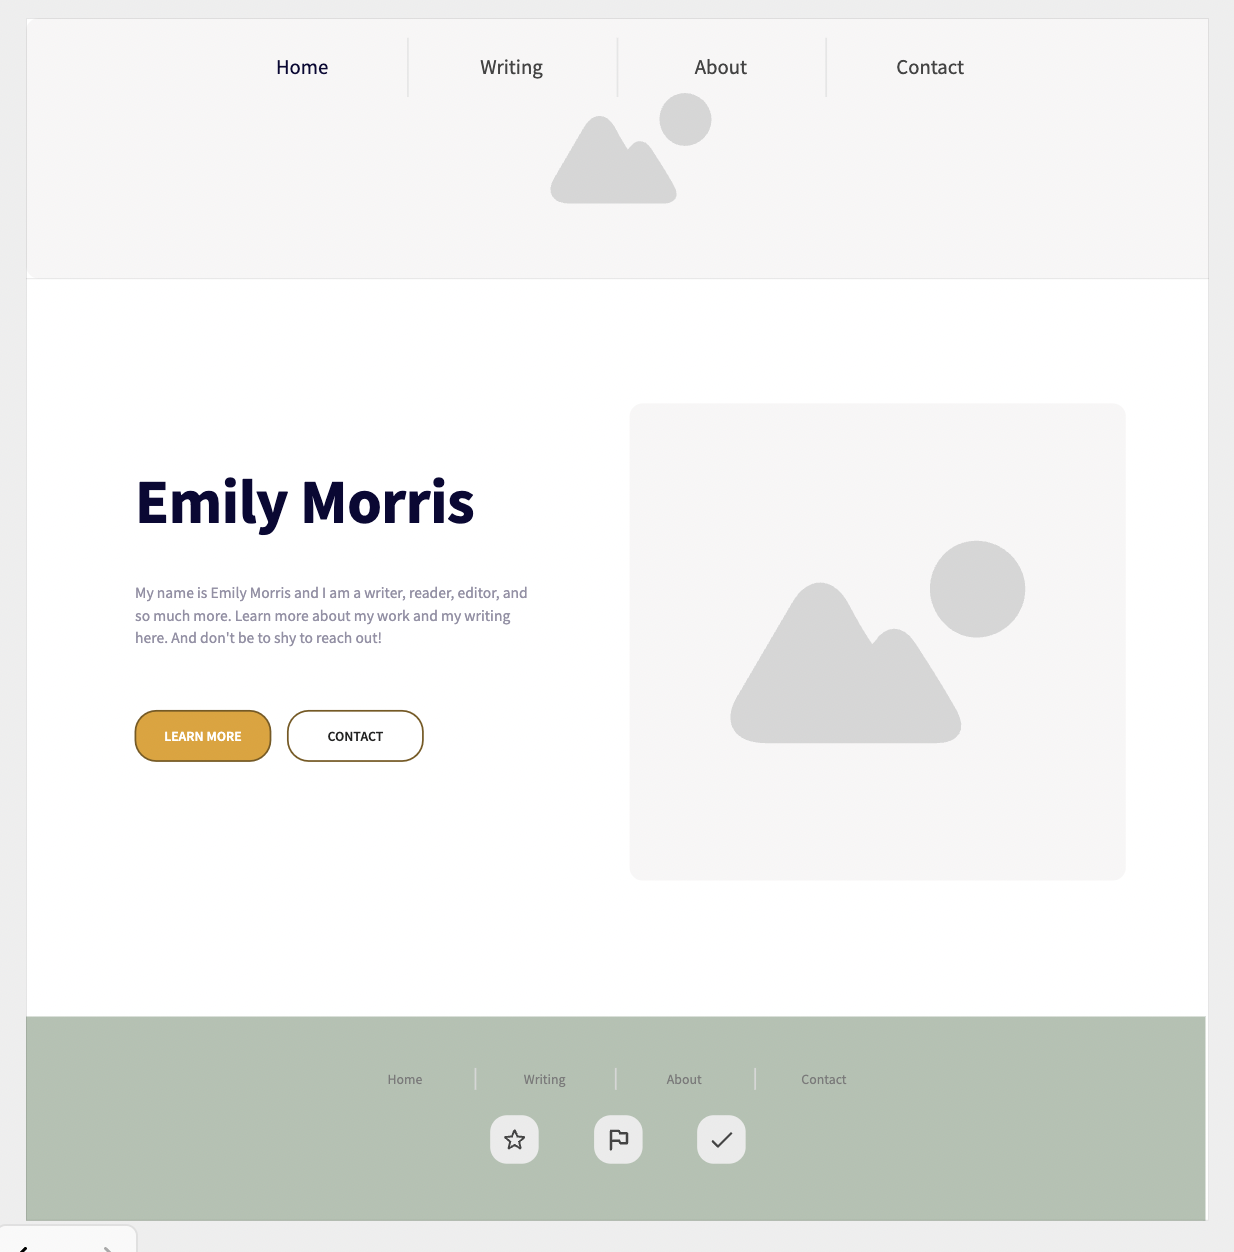 Home
Writing
About
Contact
Emily Morris
My name is Emily Morris and I am a writer, reader, editor, and
so much more. Learn more about my work and my writing
here. And don't be to shy to reach out!
LEARN MORE
CONTACT
Home
Writing
About
Contact